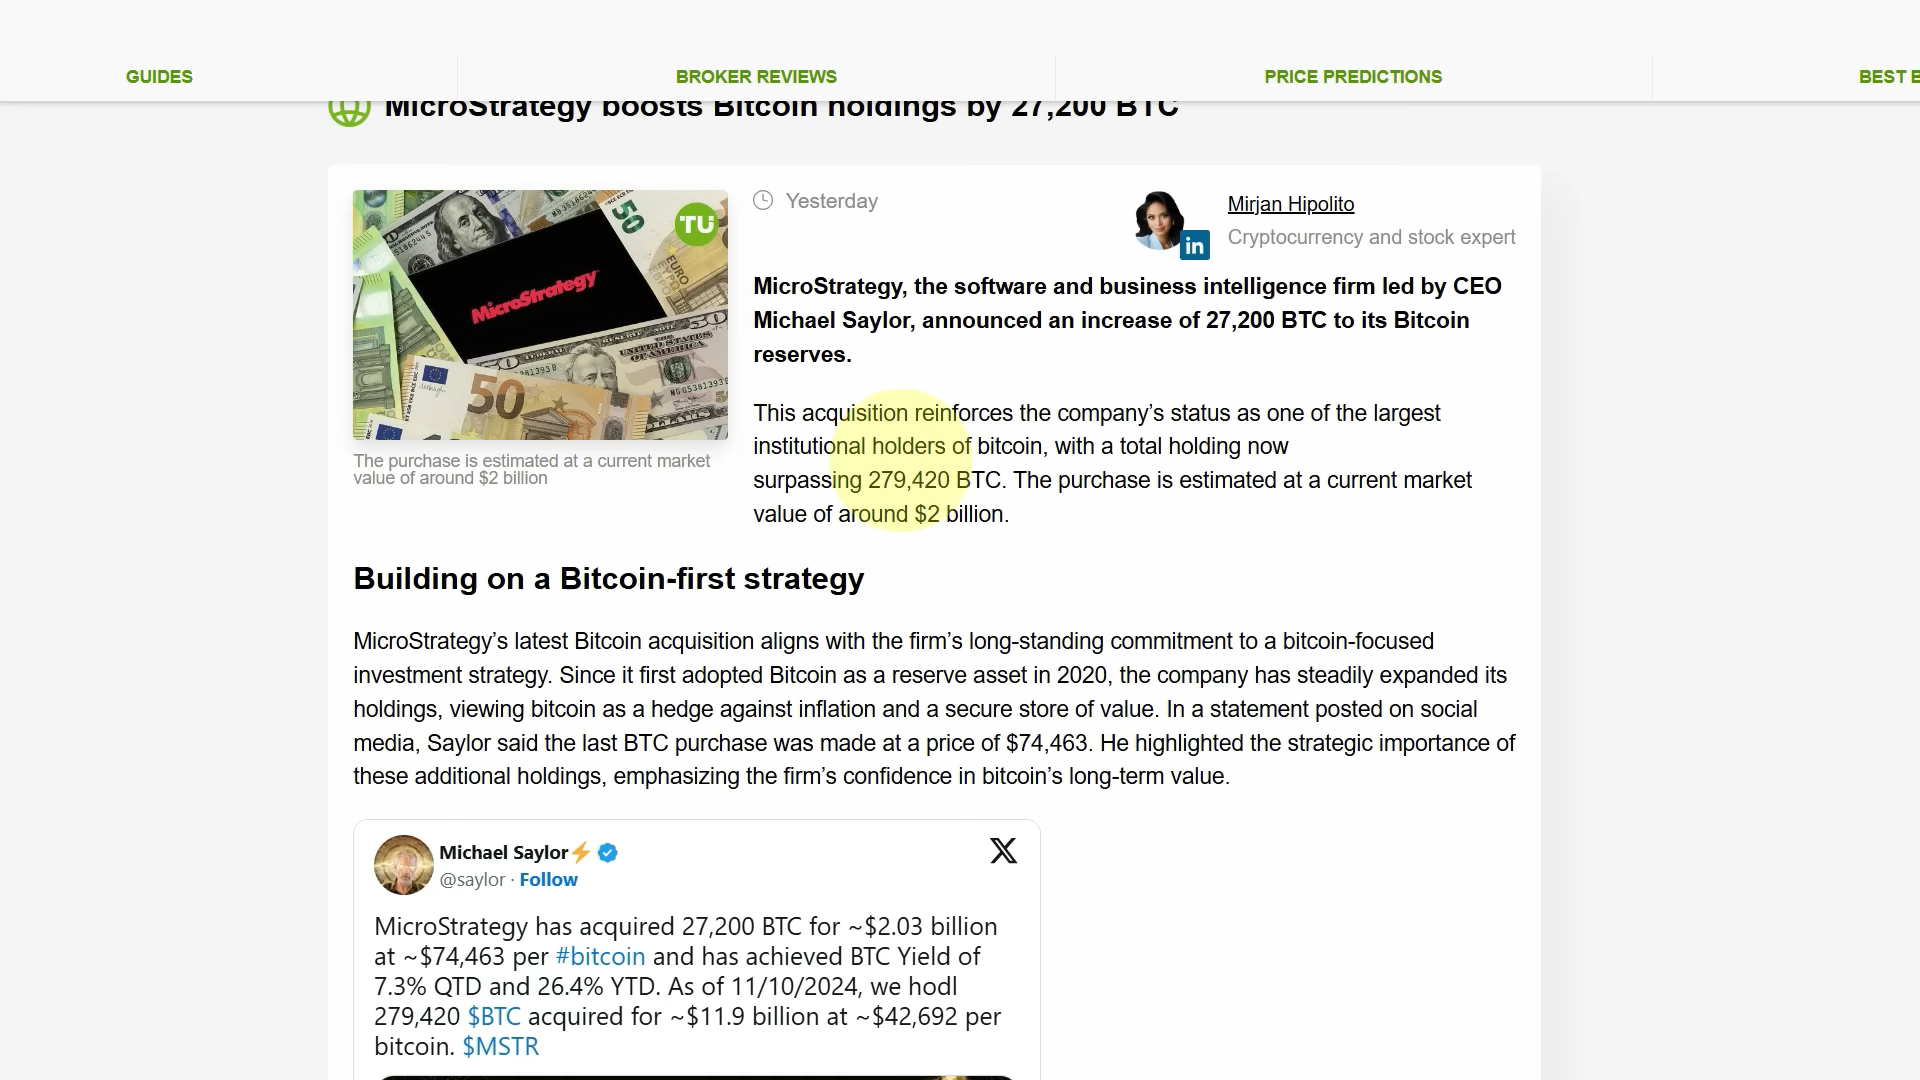 GUIDES
BROKER REVIEWS
PRICE PREDICTIONS
BEST
MicroStrategy boosts Bitcoin holdings by 27,200 BTC
TU
MicroStrategy
50
50
50
EURO
The purchase is estimated at a current market
value of around $2 billion
Yesterday
in
Mirjan Hipolito
Cryptocurrency and stock expert
MicroStrategy, the software and business intelligence firm led by CEO
Michael Saylor, announced an increase of 27,200 BTC to its Bitcoin
reserves.
This acquisition reinforces the company’s status as one of the largest
institutional holders of bitcoin, with a total holding now
surpassing 279,420 BTC. The purchase is estimated at a current market
value of around $2 billion.
Building on a Bitcoin-first strategy
MicroStrategy’s latest Bitcoin acquisition aligns with the firm’s long-standing commitment to a bitcoin-focused
investment strategy. Since it first adopted Bitcoin as a reserve asset in 2020, the company has steadily expanded its
holdings, viewing bitcoin as a hedge against inflation and a secure store of value. In a statement posted on social
media, Saylor said the last BTC purchase was made at a price of $74,463. He highlighted the strategic importance of
these additional holdings, emphasizing the firm’s confidence in bitcoin’s long-term value.
Michael Saylor⚡
@saylor · Follow
MicroStrategy has acquired 27,200 BTC for ~$2.03 billion
at ~$74,463 per #bitcoin and has achieved BTC Yield of
7.3% QTD and 26.4% YTD. As of 11/10/2024, we hodl
279,420 $BTC acquired for ~$11.9 billion at ~$42,692 per
bitcoin. $MSTR